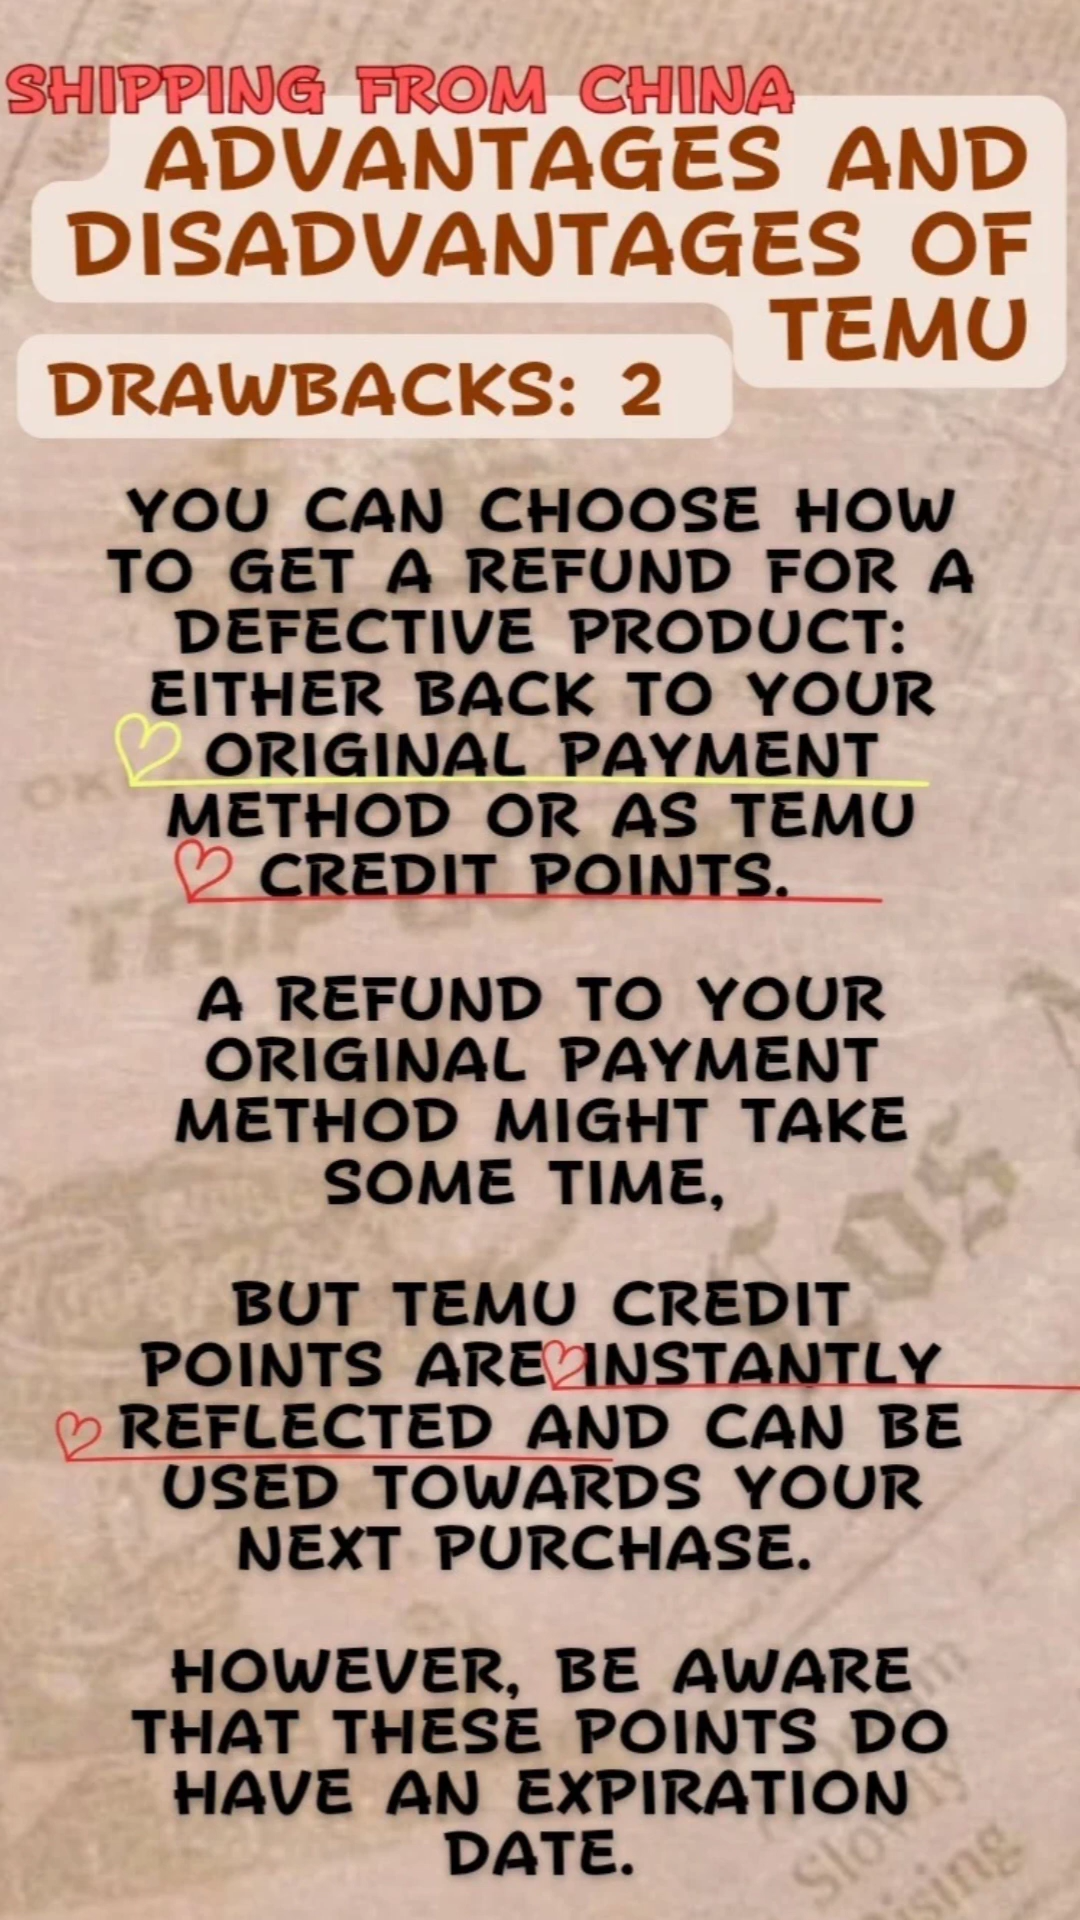 SHIPPING FROM CHINA
ADVANTAGES AND
DISADVANTAGES OF
TEMU
DRAWBACKS: 2
YOU CAN CHOOSE HOW
TO GET A REFUND FOR A
DEFECTIVE PRODUCT:
EITHER BACK TO YOUR
ORIGINAL PAYMENT
METHOD OR AS TEMU
CREDIT POINTS.
A REFUND TO YOUR
ORIGINAL PAYMENT
METHOD MIGHT TAKE
SOME TIME,
BUT TEMU CREDIT
POINTS ARE INSTANTLY
REFLECTED AND CAN BE
USED TOWARDS YOUR
NEXT PURCHASE.
HOWEVER, BE AWARE
THAT THESE POINTS DO
HAVE AN EXPIRATION
DATE.
Slowly